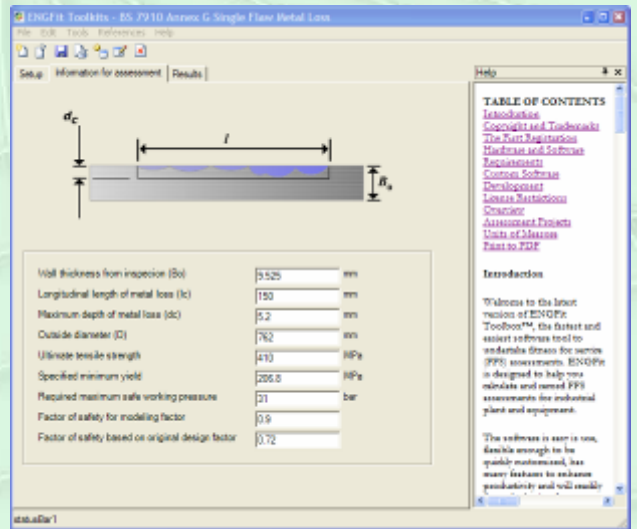 ENGFit Toolkits - BS 7910 Annex G Single Flaw Metal Loss
File Edit Tools References Help
Setup Information for assessment Results
Help
dc
l
Bo
Wall thickness from inspecion (Bo) 9.525 mm
Longitudinal length of metal loss (lc) 150 mm
Maximum depth of metal loss (dc) 5.2 mm
Outside diameter (D) 762 mm
Ultimate tensile strength 410 MPa
Specified minimum yield 206.8 MPa
Required maximum safe working pressure 31 bar
Factor of safety for modeling factor 0.9
Factor of safety based on original design factor 0.72
TABLE OF CONTENTS
Introduction
Copyright and Trademarks
The First Registration
Hardware and Software
Requirements
Custom Software
Development
License Restrictions
Overview
Assessment Projects
Units of Measure
Print to PDF
Introduction
Welcome to the latest
version of ENGFit
Toolbox™, the fastest and
easiest software tool to
undertake fitness for service
(FFS) assessments. ENGFit
is designed to help you
calculate and record FFS
assessments for industrial
plant and equipment.
The software is easy to use,
flexible enough to be
quickly customized, has
many features to enhance
productivity and will readily
statusBar1